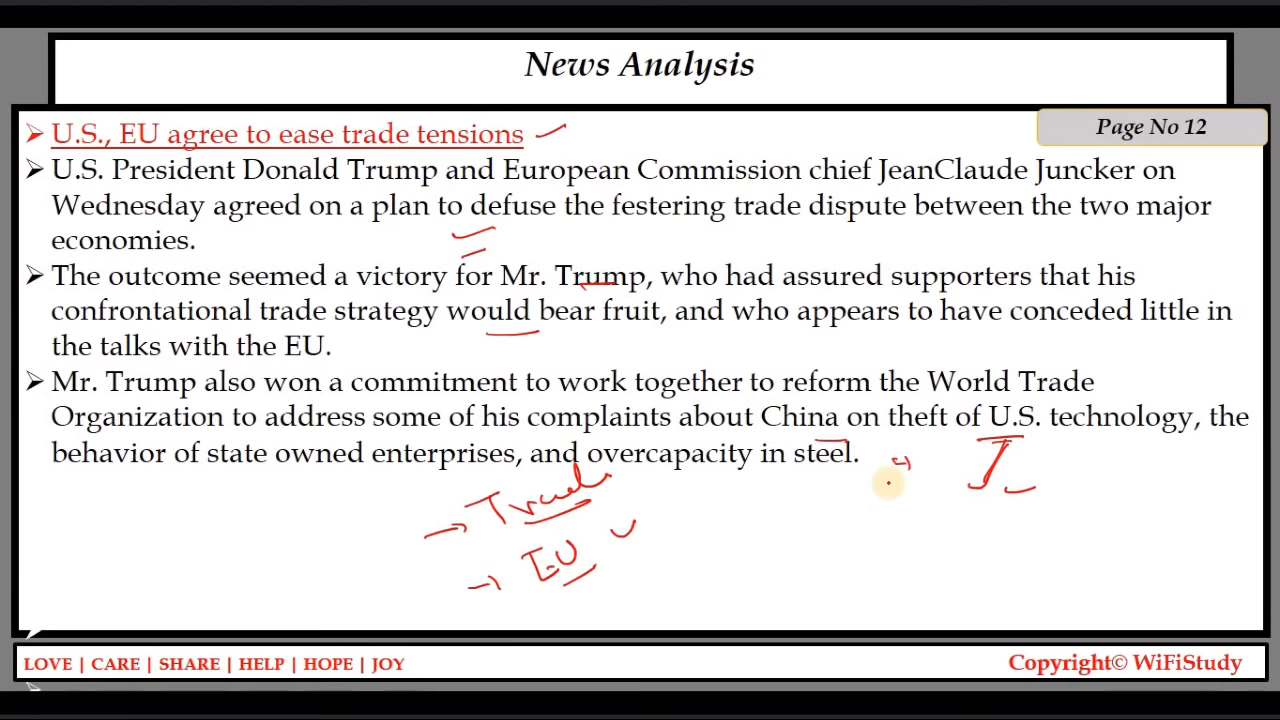 News Analysis
Page No 12
➢ U.S., EU agree to ease trade tensions
➢ U.S. President Donald Trump and European Commission chief JeanClaude Juncker on
Wednesday agreed on a plan to defuse the festering trade dispute between the two major
economies.
➢ The outcome seemed a victory for Mr. Trump, who had assured supporters that his
confrontational trade strategy would bear fruit, and who appears to have conceded little in
the talks with the EU.
➢ Mr. Trump also won a commitment to work together to reform the World Trade
Organization to address some of his complaints about China on theft of U.S. technology, the
behavior of state owned enterprises, and overcapacity in steel.
→ Trade
→ EU
LOVE | CARE | SHARE | HELP | HOPE | JOY
Copyright© WiFiStudy